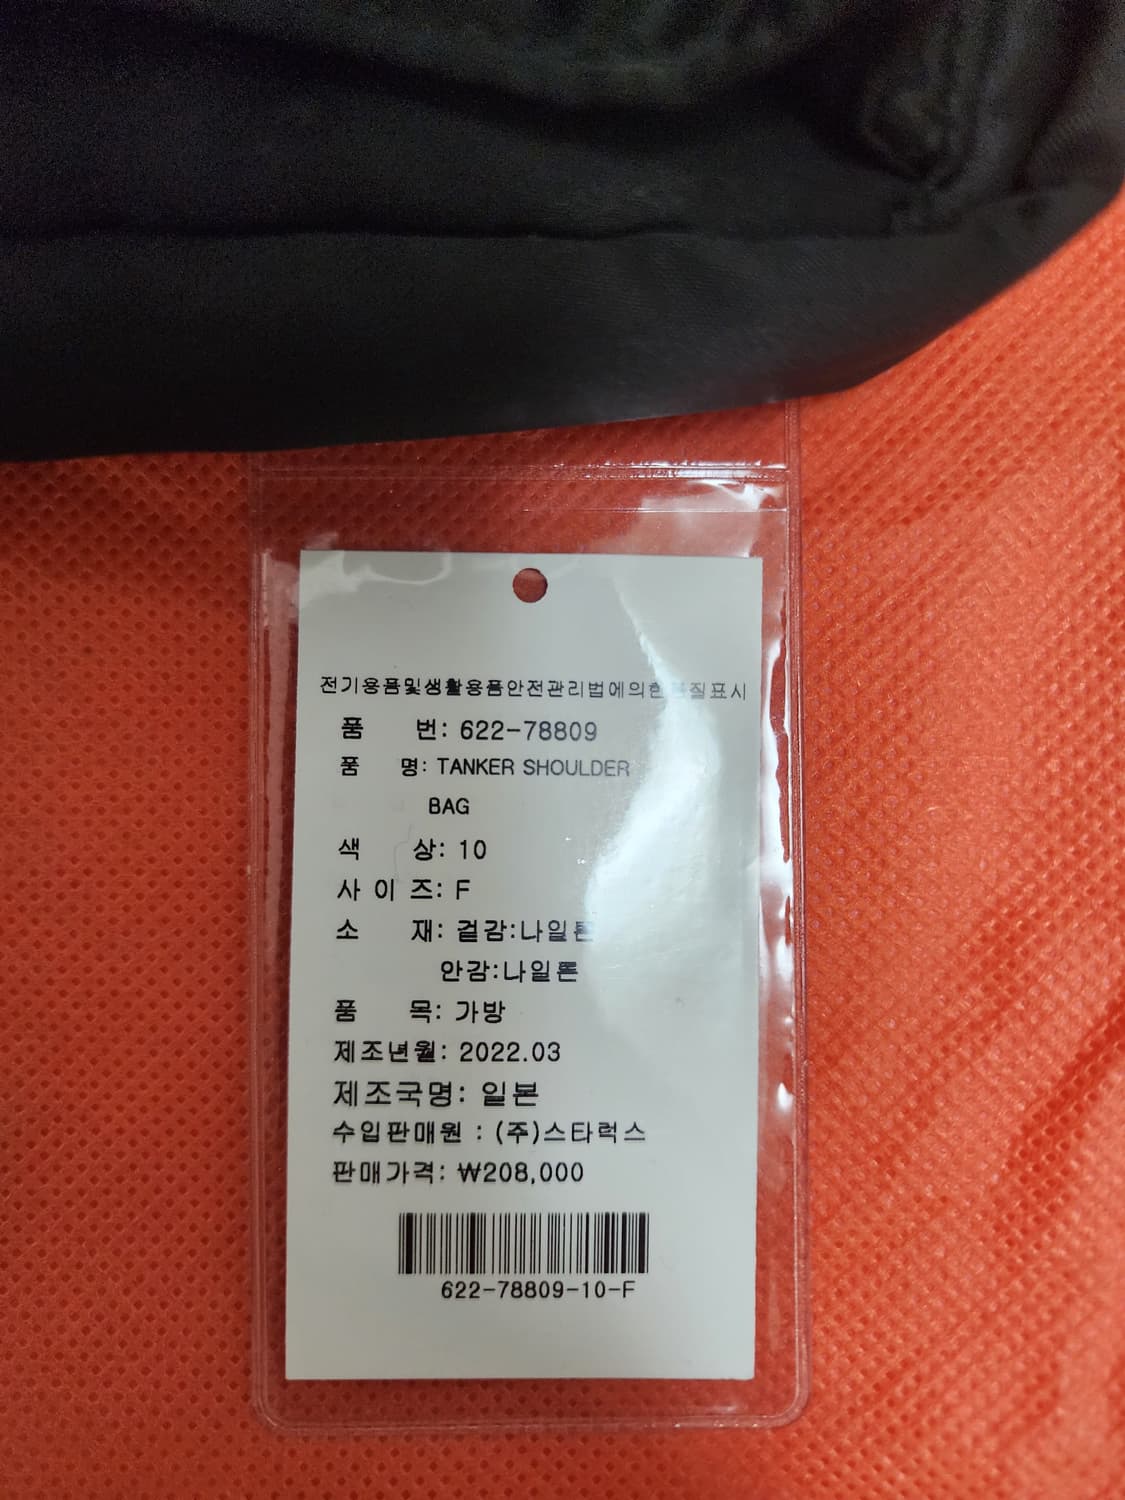 전기용품및생활용품안전관리법에의한품질표시
품 번: 622-78809
품 명: TANKER SHOULDER
BAG
색 상: 10
사 이 즈: F
소 재: 겉감:나일론
안감:나일론
품 목: 가방
제조년월: 2022.03
제조국명: 일본
수입판매원 : (주)스타럭스
판매가격: ₩208,000
622-78809-10-F